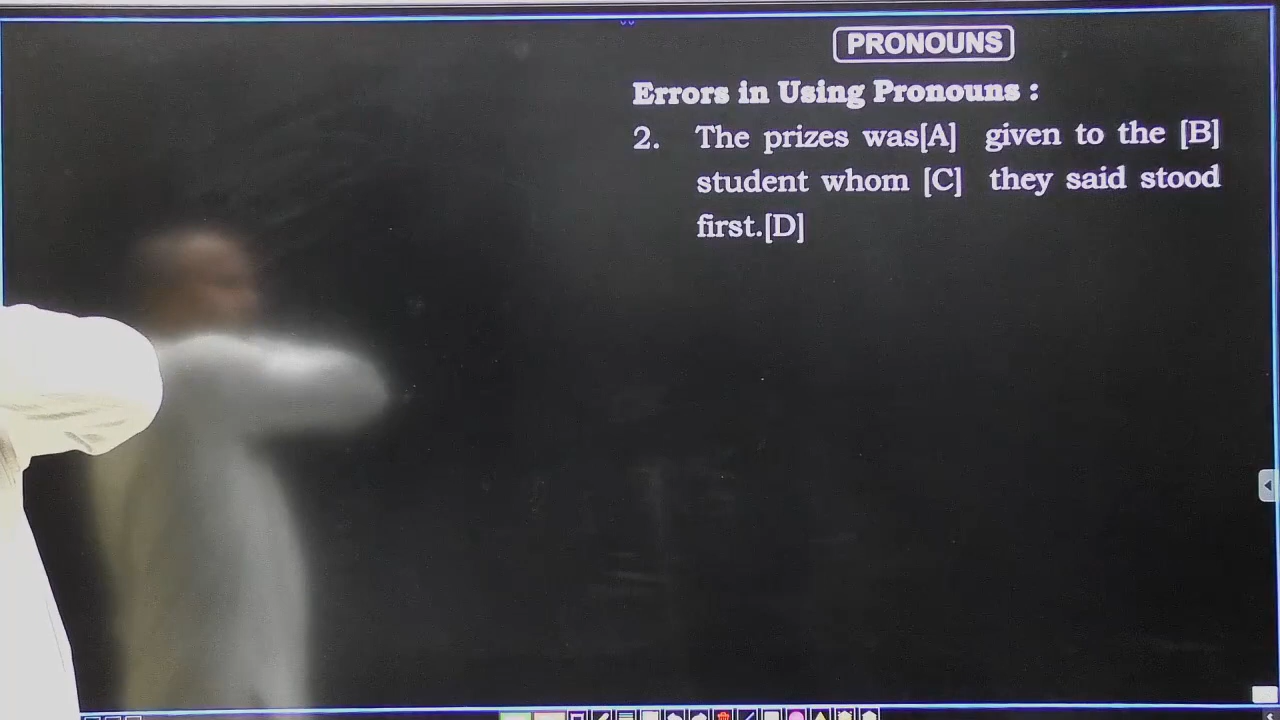 PRONOUNS
Errors in Using Pronouns :
2. The prizes was[A] given to the [B]
student whom [C] they said stood
first.[D]